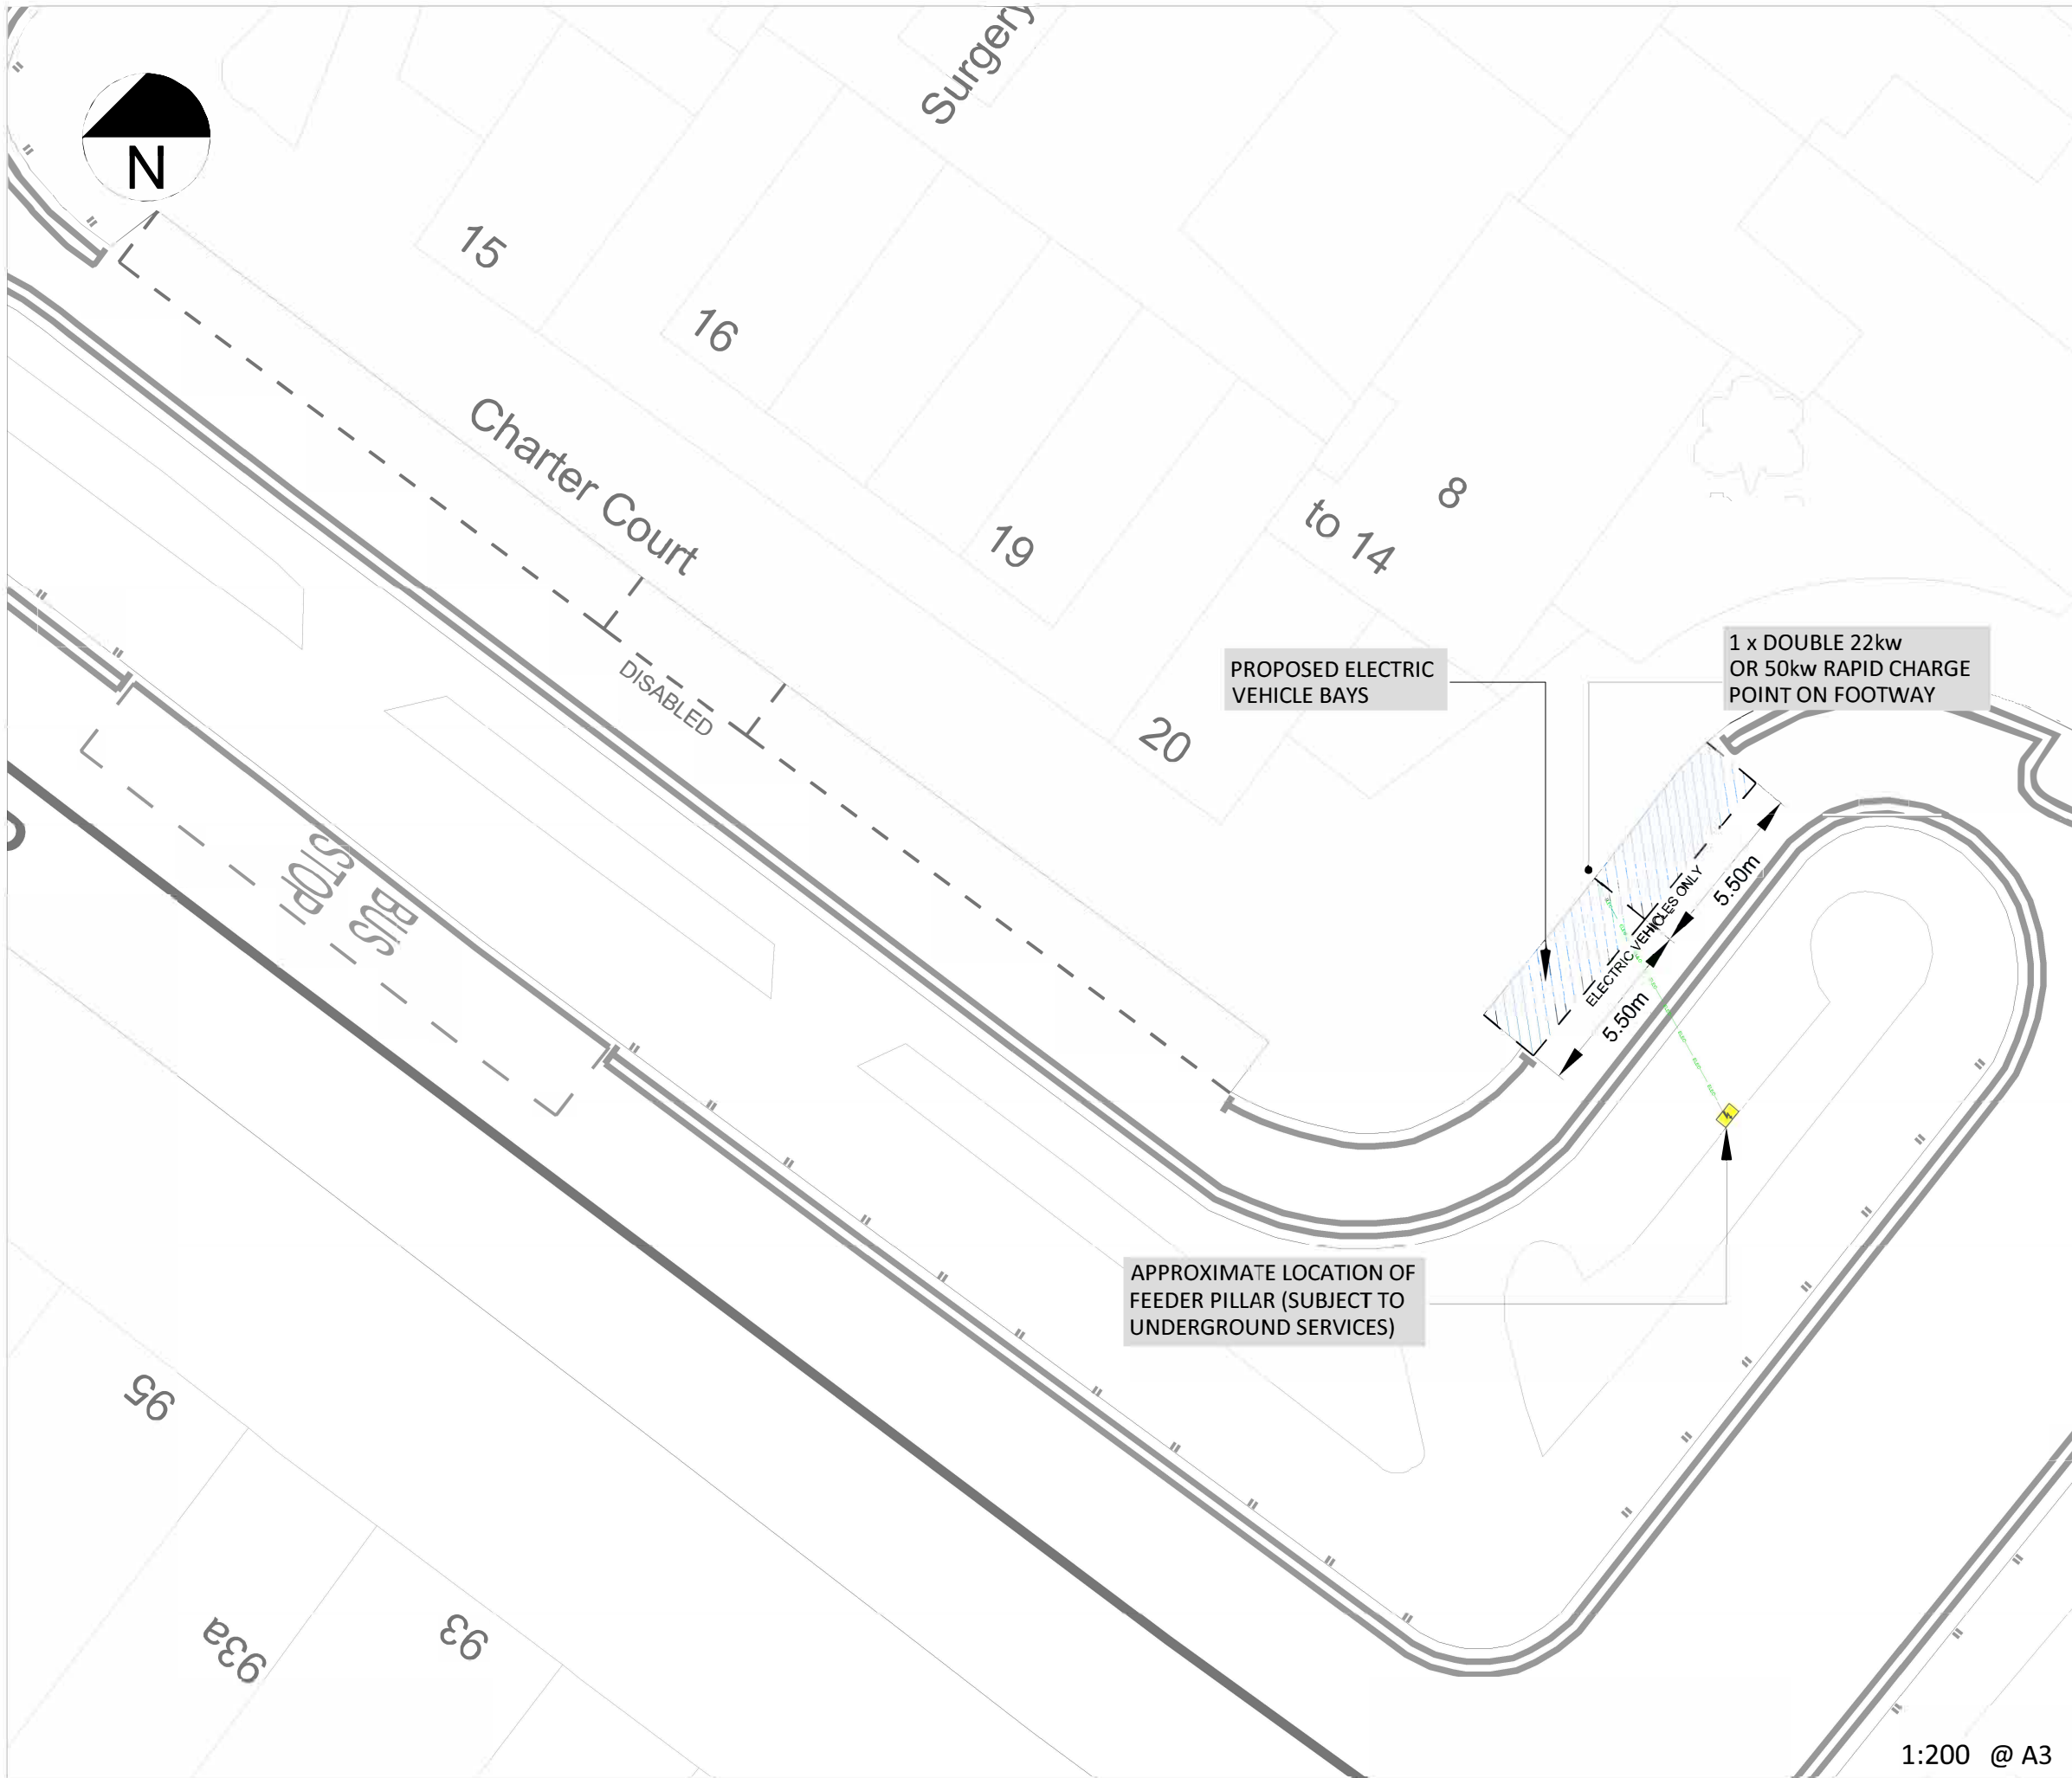 Surgery
N
15
16
Charter Court
19
8
to 14
DISABLED
PROPOSED ELECTRIC
VEHICLE BAYS
1 x DOUBLE 22kw
OR 50kw RAPID CHARGE
POINT ON FOOTWAY
20
BUS
STOP
ELECTRIC VEHICLES ONLY
5.50m
5.50m
APPROXIMATE LOCATION OF
FEEDER PILLAR (SUBJECT TO
UNDERGROUND SERVICES)
95
93a
93
1:200 @ A3